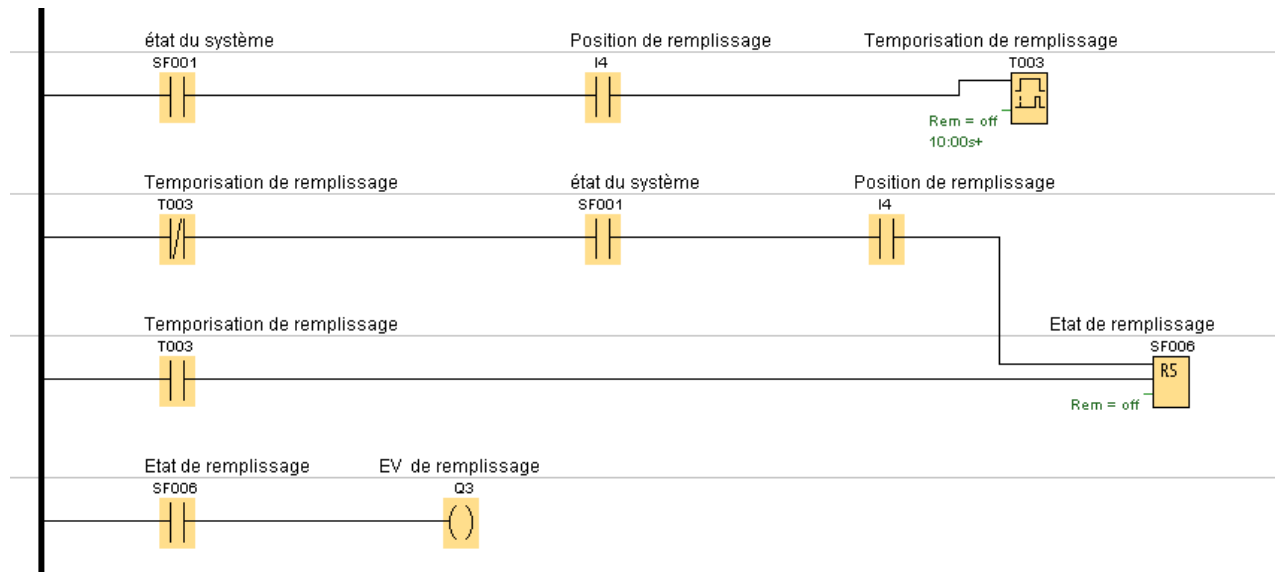 état du système Position de remplissage Temporisation de remplissage
SF001 I4 T003
Rem = off
10:00s+
Temporisation de remplissage état du système Position de remplissage
T003 SF001 I4
Temporisation de remplissage Etat de remplissage
T003 SF006
RS
Rem = off
Etat de remplissage EV de remplissage
SF006 Q3